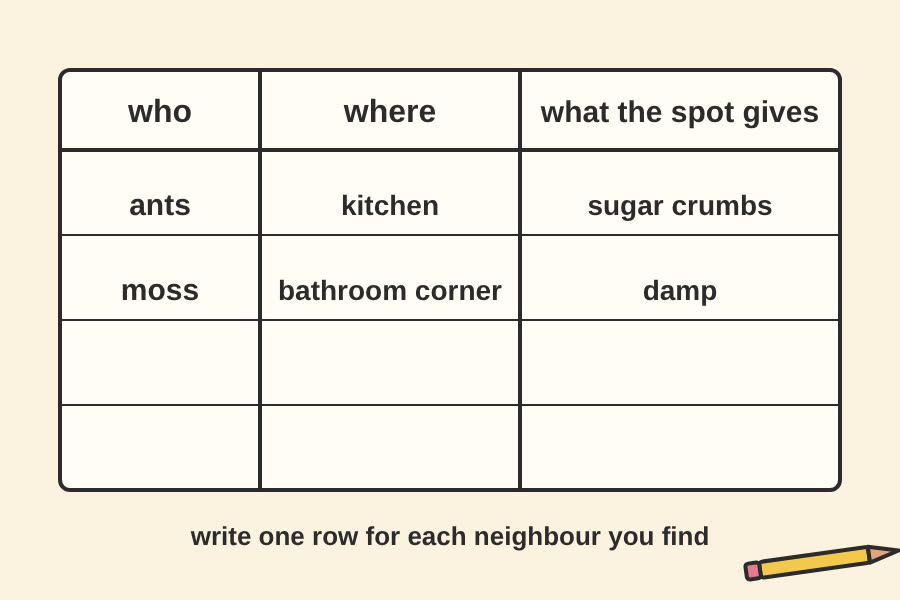 who where what the spot gives
ants kitchen sugar crumbs
moss bathroom corner damp
write one row for each neighbour you find